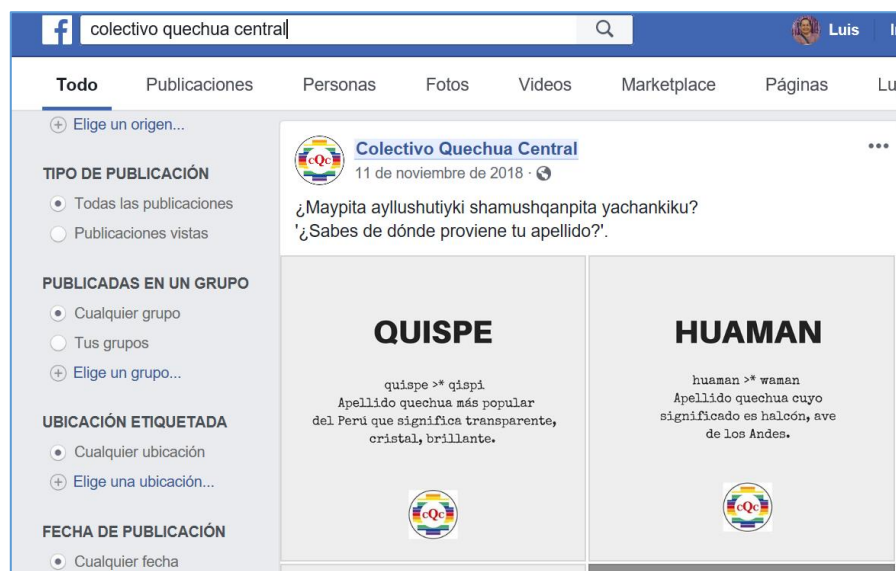 colectivo quechua central
Luis
Todo Publicaciones Personas Fotos Videos Marketplace Páginas
Elige un origen...
TIPO DE PUBLICACIÓN
Todas las publicaciones
Publicaciones vistas
PUBLICADAS EN UN GRUPO
Cualquier grupo
Tus grupos
Elige un grupo...
UBICACIÓN ETIQUETADA
Cualquier ubicación
Elige una ubicación...
FECHA DE PUBLICACIÓN
Cualquier fecha
Colectivo Quechua Central
11 de noviembre de 2018 ·
¿Maypita ayllushutiyki shamushqanpita yachankiku?
'¿Sabes de dónde proviene tu apellido?'.
QUISPE
quispe >* qispi
Apellido quechua más popular
del Perú que significa transparente,
cristal, brillante.
cQc
HUAMAN
huaman >* waman
Apellido quechua cuyo
significado es halcón, ave
de los Andes.
cQc